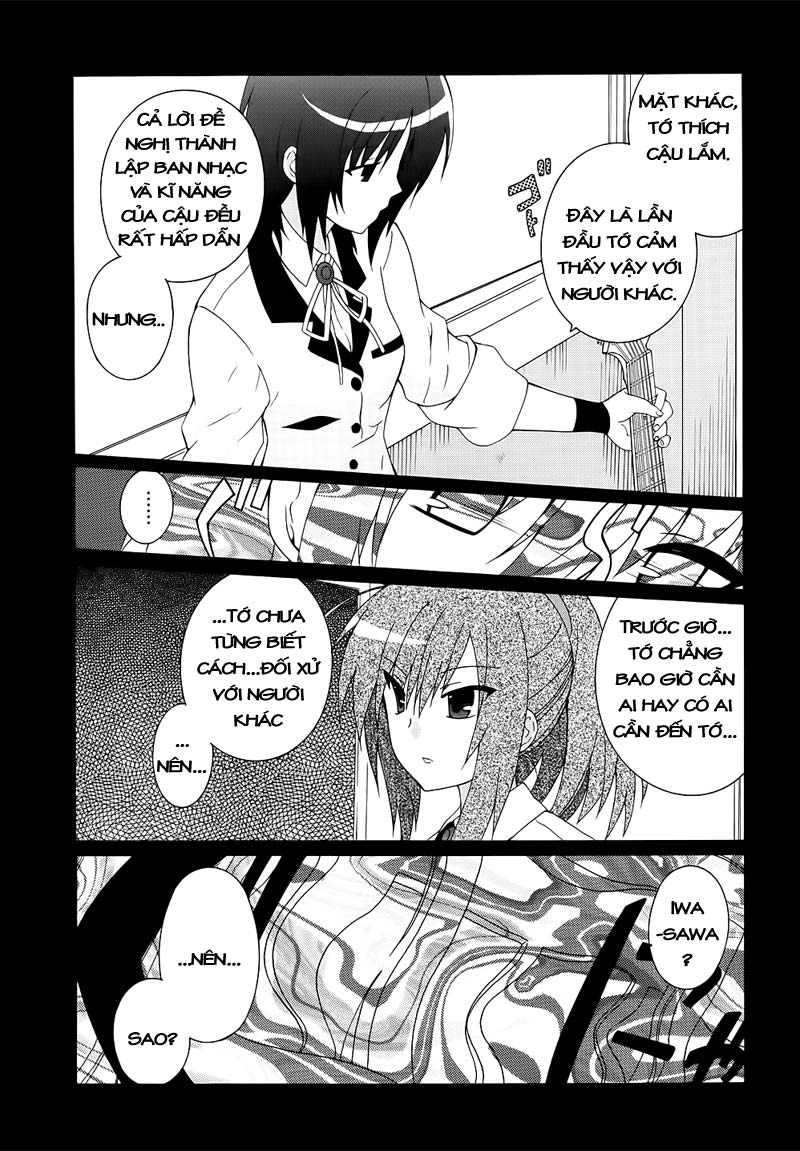 MẶT KHÁC,
TỚ THÍCH
CẬU LẮM.
ĐÂY LÀ LẦN
ĐẦU TỚ CẢM
THẤY VẬY VỚI
NGƯỜI KHÁC.
ゴト
CẢ LỜI ĐỀ
NGHỊ THÀNH
LẬP BAN NHẠC
VÀ KĨ NĂNG
CỦA CẬU ĐỀU
RẤT HẤP DẪN
NHƯNG...
......
TRƯỚC GIỜ...
TỚ CHẲNG
BAO GIỜ CẦN
AI HAY CÓ AI
CẦN ĐẾN TỚ...
...TỚ CHƯA
TỪNG BIẾT
CÁCH...ĐỐI XỬ
VỚI NGƯỜI
KHÁC
...
NÊN...
IWA
-SAWA
?
...NÊN...
SAO?